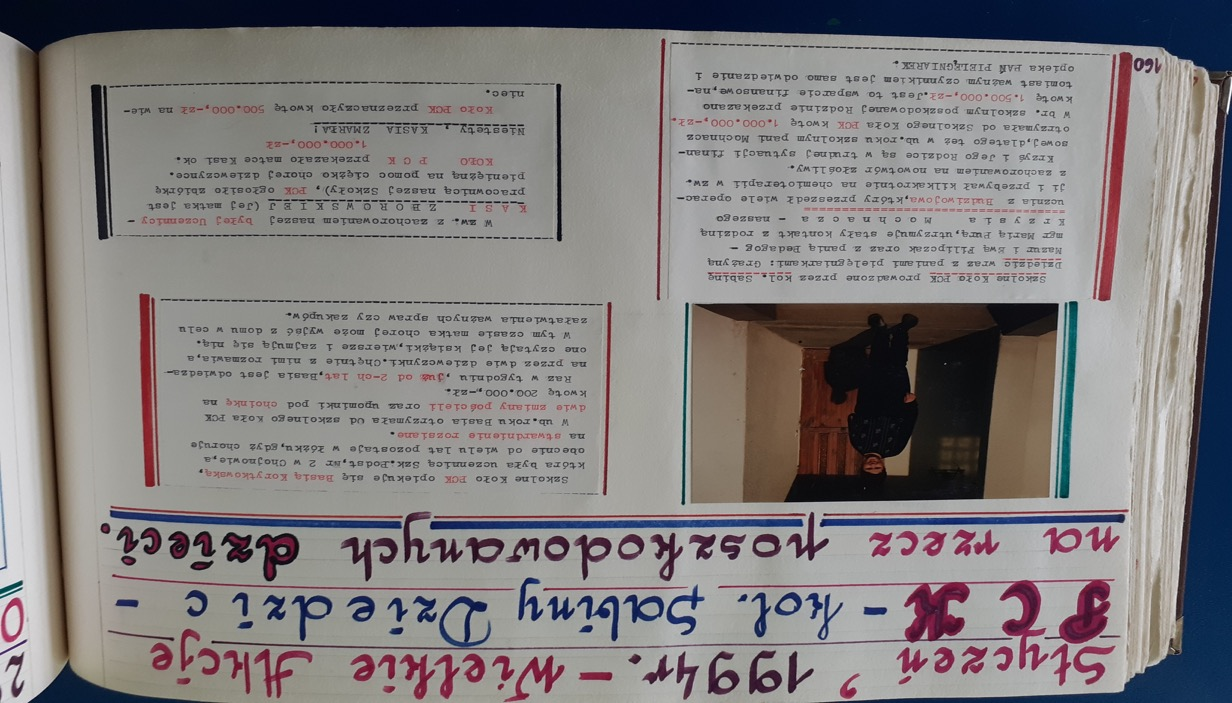 Styczeń '1994r. – Wielkie Akcje
P C K – kol. Sabiny Dziedzic –
na rzecz poszkodowanych dzieci.
Szkolne Koło PCK opiekuje się Basią Korytkowską,
która była uczennicą Szk.Podst.nr 2 w Chojnowie,a
obecnie od wielu lat pozostaje w łóżku,gdyż choruje
na stwardnienie rozsiane.
W ub.roku Basia otrzymała od szkolnego Koła PCK
dwie zmiany pościeli oraz upominki pod choinkę na
kwotę 200.000,-zł.
Raz w tygodniu ,już od 2-ch lat,Basia jest odwiedza-
na przez dwie dziewczynki.Chętnie z nimi rozmawia,a
one czytają jej książki,wiersze i zajmują się nią.
W tym czasie matka chorej może wyjść z domu w celu
załatwienia ważnych spraw czy zakupów.
Szkolne Koło PCK prowadzone przez kol. Sabinę
Dziedzic wraz z paniami pielęgniarkami: Grażyną
Mazur i Ewą Filipczak oraz z panią Pedagog –
mgr Marią Purą,utrzymuje stały kontakt z rodziną
Krzysia Mochnacza – naszego
ucznia z Budziwojowa,który przeszedł wiele operac-
ji i przebywał kilkakrotnie na chemioterapii w zw.
z zachorowaniem na nowotwór złośliwy.
Krzyś i jego Rodzice są w trudnej sytuacji finan-
sowej,dlatego też w ub.roku szkolnym pani Mochnacz
otrzymała od Szkolnego Koła PCK kwotę 1.000.000,-zł.
W br. szkolnym poszkodowanej Rodzinie przekazano
kwotę 1.500.000,-zł.Jest to wsparcie finansowe,na-
tomiast ważnym czynnikiem jest samo odwiedzanie i
opieka PAŃ PIELĘGNIAREK.
W zw. z zachorowaniem naszej byłej Uczennicy –
KASI ZBOROWSKIEJ (jej matka jest
pracownicą naszej Szkoły), PCK ogłosiło zbiórkę
pieniężną na pomoc ciężko chorej dziewczynce.
KOŁO PCK przekazało matce Kasi ok.
1.000.000,-zł
Niestety , KASIA ZMARŁA!
Koło PCK przeznaczyło kwotę 500.000,-zł na wie-
niec.
160